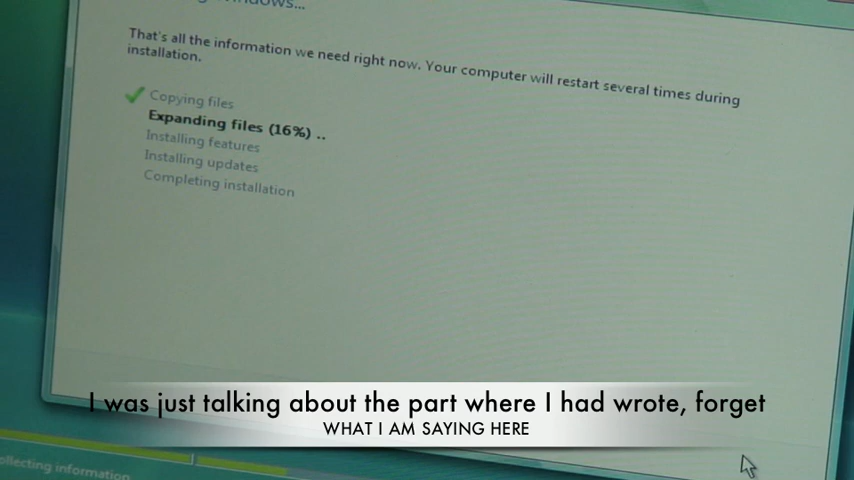 That's all the information we need right now. Your computer will restart several times during
installation.
Copying files
Expanding files (16%) ..
Installing features
Installing updates
Completing installation
I was just talking about the part where I had wrote, forget
WHAT I AM SAYING HERE
information